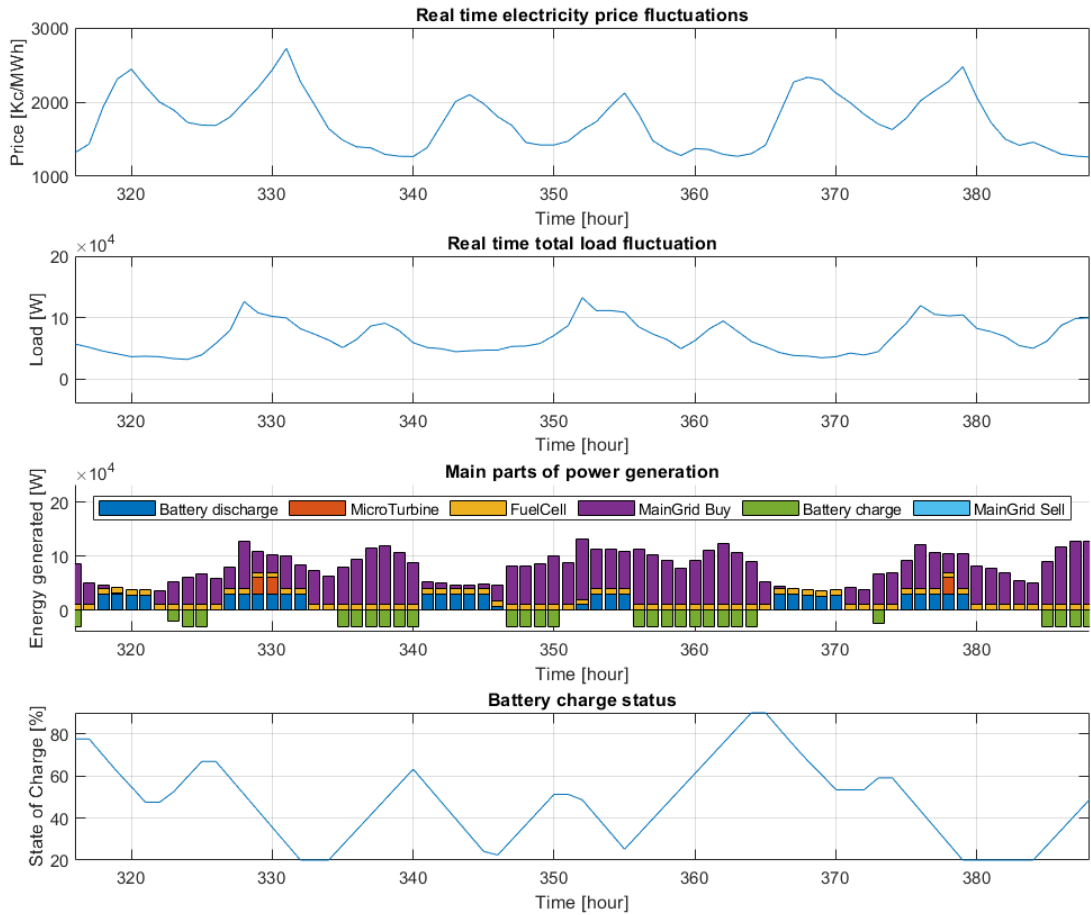 Real time electricity price fluctuations
Price [Kc/MWh]
3000
2000
1000
320 330 340 350 360 370 380
Time [hour]
Real time total load fluctuation
×10⁴
Load [W]
20
10
0
320 330 340 350 360 370 380
Time [hour]
Main parts of power generation
×10⁴
Energy generated [W]
20
10
0
Battery discharge MicroTurbine FuelCell MainGrid Buy Battery charge MainGrid Sell
320 330 340 350 360 370 380
Time [hour]
Battery charge status
State of Charge [%]
80
60
40
20
320 330 340 350 360 370 380
Time [hour]